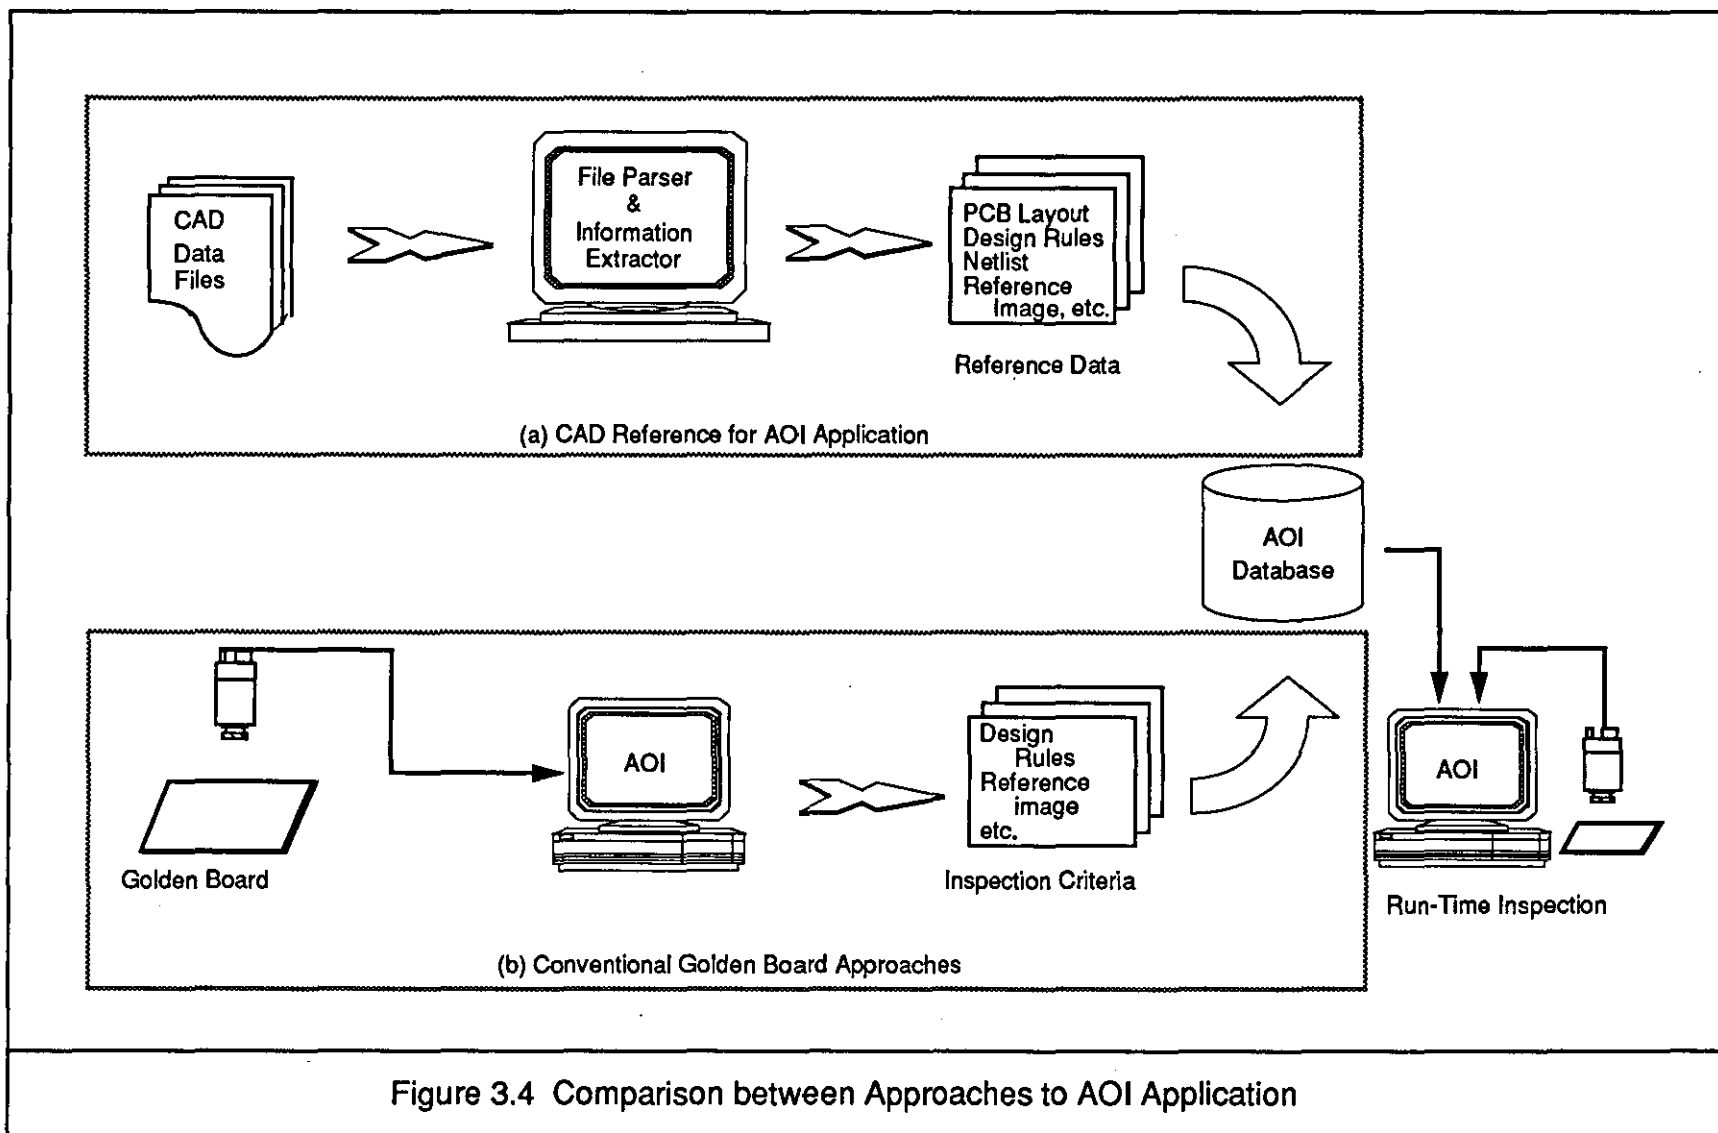 CAD
Data
Files
File Parser
&
Information
Extractor
PCB Layout
Design Rules
Netlist
Reference
Image, etc.
Reference Data
(a) CAD Reference for AOI Application
AOI
Database
AOI
Design
Rules
Reference
image
etc.
Golden Board
Inspection Criteria
(b) Conventional Golden Board Approaches
AOI
Run-Time Inspection
Figure 3.4 Comparison between Approaches to AOI Application